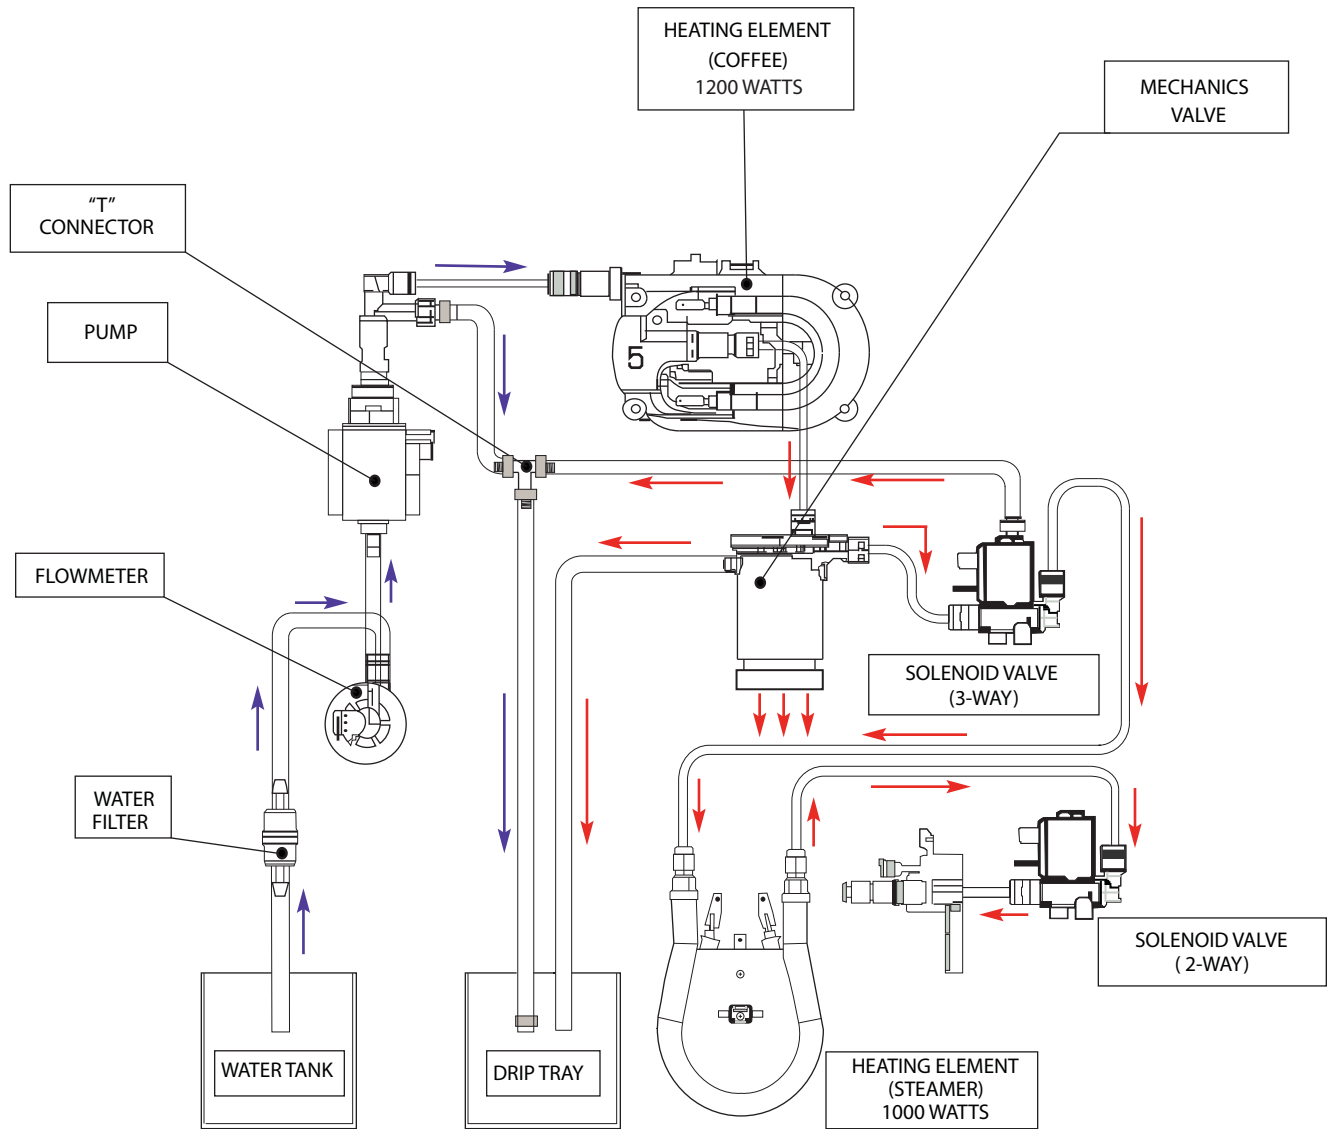 HEATING ELEMENT
(COFFEE)
1200 WATTS
MECHANICS
VALVE
“T”
CONNECTOR
PUMP
5
FLOWMETER
SOLENOID VALVE
(3-WAY)
WATER
FILTER
SOLENOID VALVE
( 2-WAY)
WATER TANK
DRIP TRAY
HEATING ELEMENT
(STEAMER)
1000 WATTS